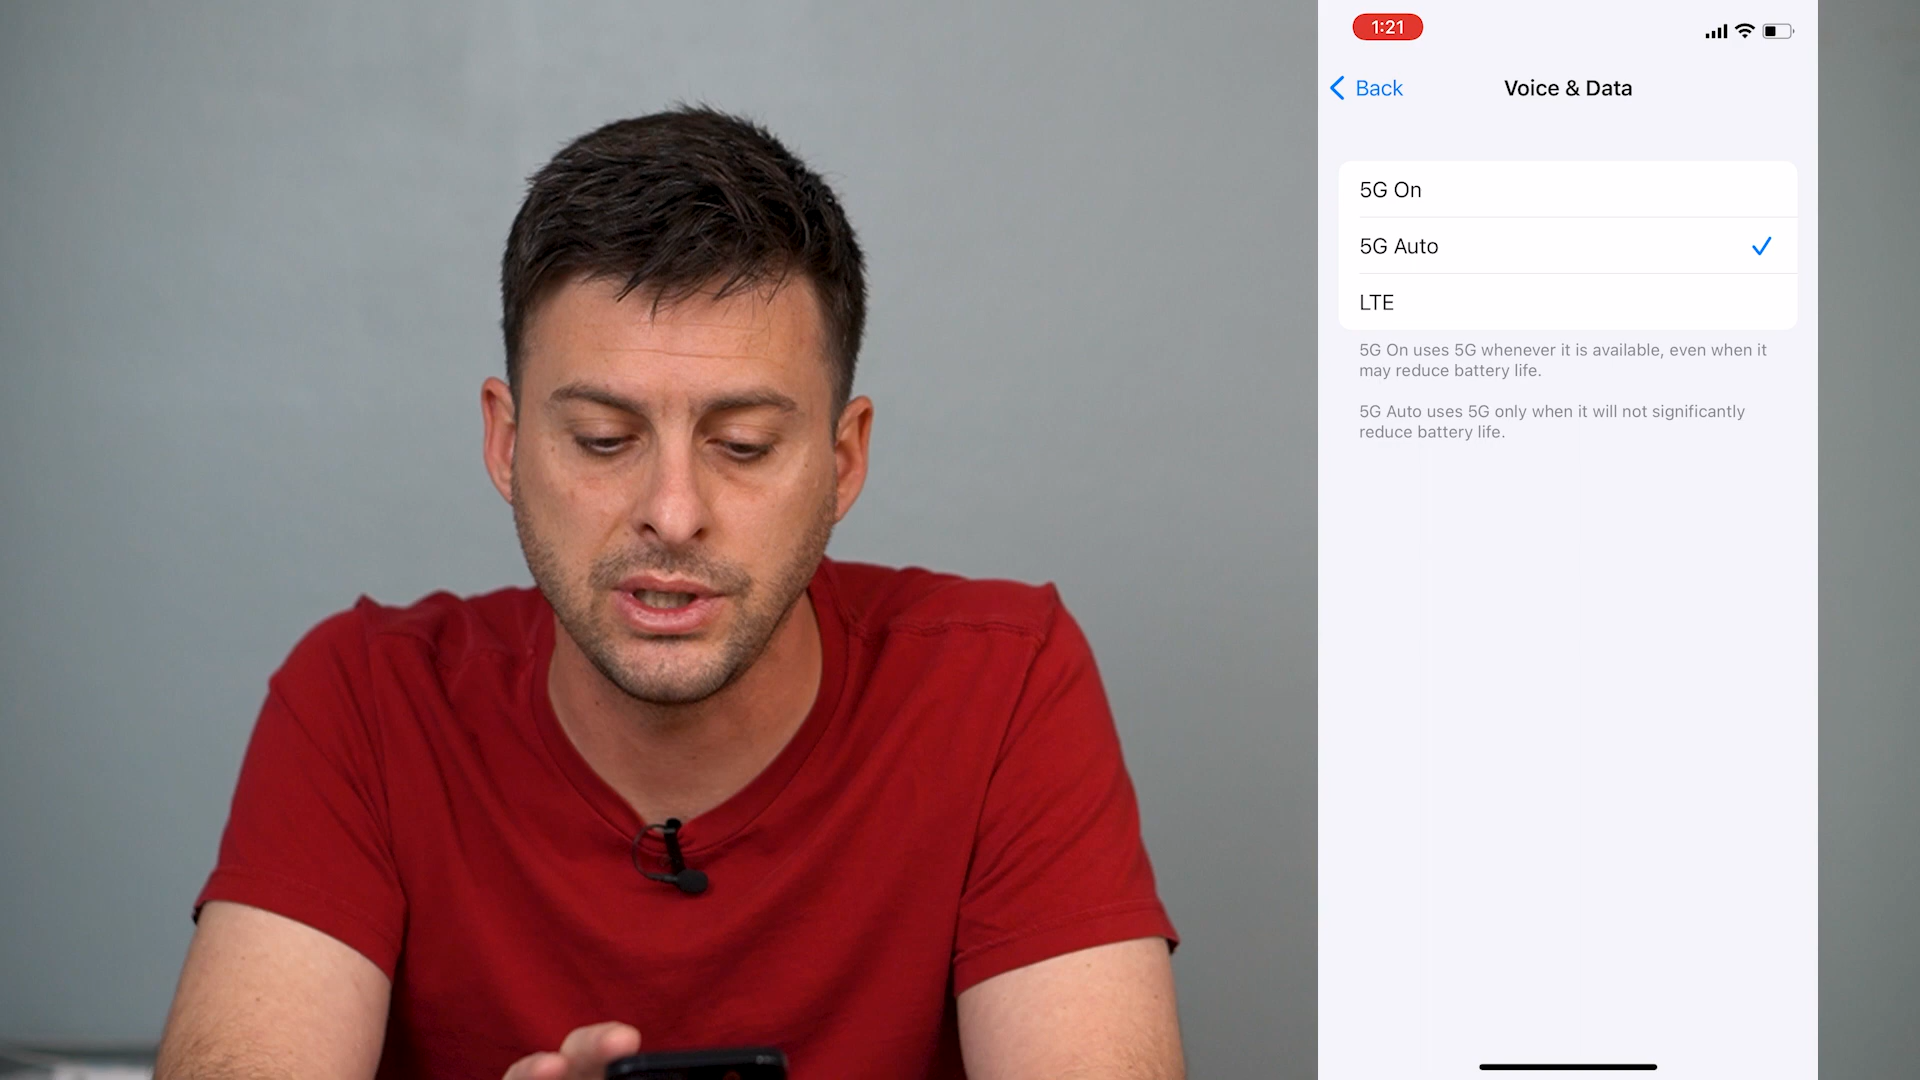 1:21
Back
Voice & Data
5G On
5G Auto
LTE
5G On uses 5G whenever it is available, even when it
may reduce battery life.
5G Auto uses 5G only when it will not significantly
reduce battery life.